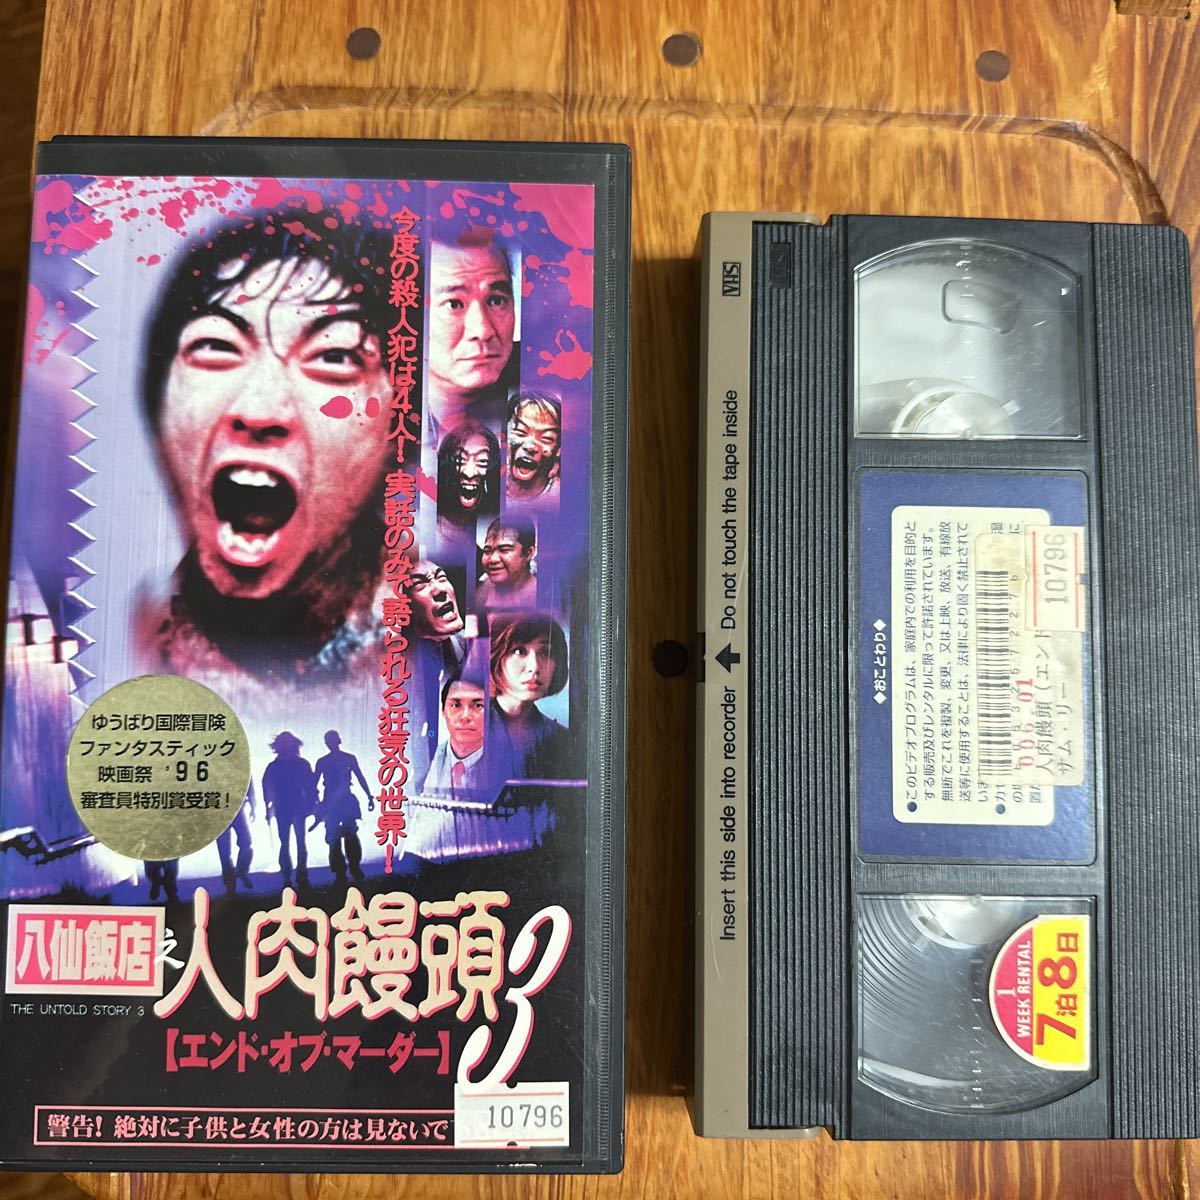 今度の殺人犯は4人！実話のみで語られる狂気の世界！
ゆうばり国際冒険
ファンタスティック
映画祭 '96
審査員特別賞受賞！
八仙飯店之人肉饅頭3
THE UNTOLD STORY 3
【エンド・オブ・マーダー】
10796
警告！絶対に子供と女性の方は見ないで
VHS
Insert this side into recorder Do not touch the tape inside
◆おことわり◆
●このビデオプログラムは、家庭内での利用を目的と
する販売及びレンタルに限って許諾されています。
無断でこれを複製、変更、又は上映、放送、有線放
送等に使用することは、法律により固く禁止されて
いま
10796
06 01
人肉饅頭（エンド
サム・リー
1
WEEK RENTAL
7泊8日